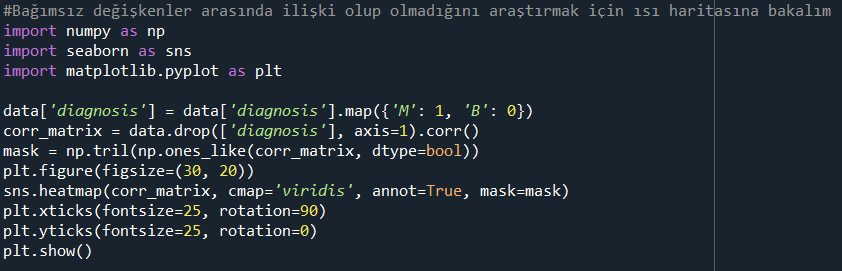 #Bağımsız değişkenler arasında ilişki olup olmadığını araştırmak için ısı haritasına bakalım
import numpy as np
import seaborn as sns
import matplotlib.pyplot as plt
data['diagnosis'] = data['diagnosis'].map({'M': 1, 'B': 0})
corr_matrix = data.drop(['diagnosis'], axis=1).corr()
mask = np.tril(np.ones_like(corr_matrix, dtype=bool))
plt.figure(figsize=(30, 20))
sns.heatmap(corr_matrix, cmap='viridis', annot=True, mask=mask)
plt.xticks(fontsize=25, rotation=90)
plt.yticks(fontsize=25, rotation=0)
plt.show()